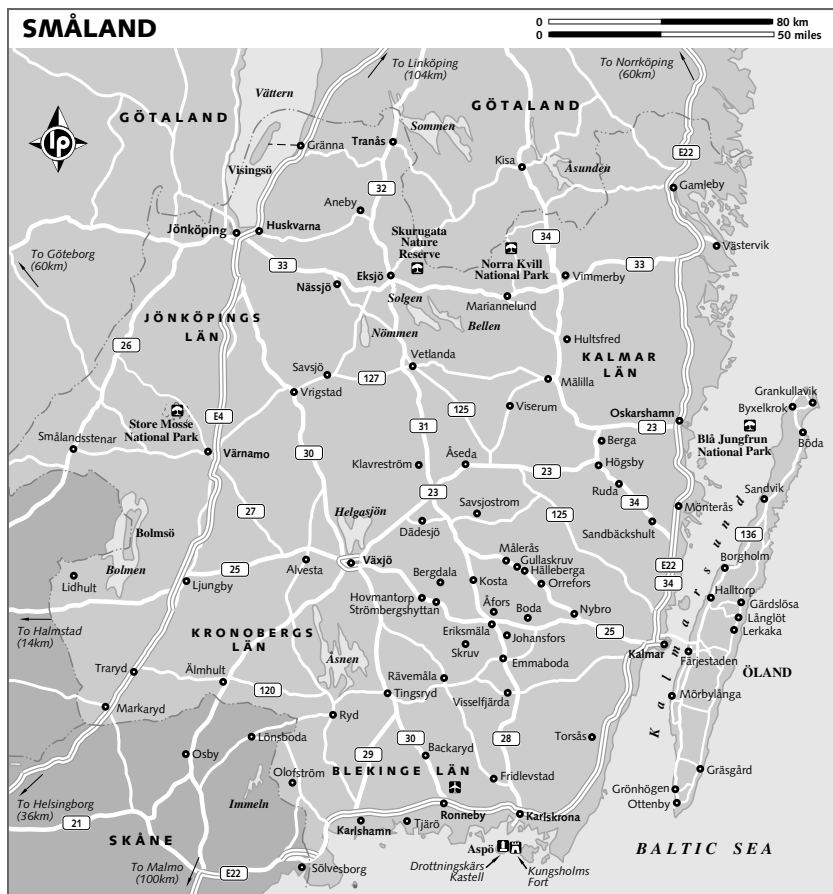 SMÅLAND
0 80 km
0 50 miles
To Linköping
(104km)
To Norrköping
(60km)
Vättern
GÖTALAND
GÖTALAND
lp
Sommen
Tranås
Gränna
Visingsö
Kisa
Åsunden
E22
Gamleby
32
Aneby
Jönköping
Huskvarna
Skurugata
Nature
Reserve
34
Norra Kvill
National Park
Västervik
To Göteborg
(60km)
33
Eksjö
33
Vimmerby
Nässjö
Solgen
Mariannelund
Bellen
JÖNKÖPINGS
LÄN
Nömmen
Hultsfred
26
KALMAR
LÄN
Vetlanda
Savsjö
127
Mälilla
Vrigstad
125
Viserum
Grankullavik
Byxelkrok
Store Mosse
National Park
E4
Oskarshamn
31
23
Blå Jungfrun
National Park
Böda
Smålandsstenar
Värnamo
30
Klavreström
Åseda
Berga
Högsby
23
Ruda
Sandvik
23
34
Mönterås
27
Helgasjön
Savsjostrom
125
Dädesjö
Sandbäckshult
136
Bolmsö
Bolmen
Målerås
Gullaskruv
Hälleberga
Orrefors
E22
34
Borgholm
Lidhult
25
Ljungby
Alvesta
Växjö
Bergdala
Kosta
Hovmantorp
Strömbergshyttan
Åfors
Boda
Nybro
Halltorp
Gärdslösa
Långlöt
Lerkaka
To Halmstad
(14km)
KRONOBERGS
LÄN
Eriksmåla
Johansfors
25
Skruv
Kalmar
Färjestaden
Kalmarsund
ÖLAND
Åsnen
Emmaboda
Traryd
Älmhult
Rävemåla
120
Tingsryd
Visselfjärda
Mörbylånga
Markaryd
Ryd
Lönsboda
Osby
29
30
28
Torsås
Backaryd
BLEKINGE LÄN
Fridlevstad
Gräsgård
Olofström
Immeln
Grönhögen
Ottenby
To Helsingborg
(36km)
21
Ronneby
Karlskrona
Karlshamn
Tjärö
SKÅNE
Aspö
BALTIC SEA
Drottningskärs
Kastell
Kungsholms
Fort
To Malmo
(100km)
E22
Sölvesborg